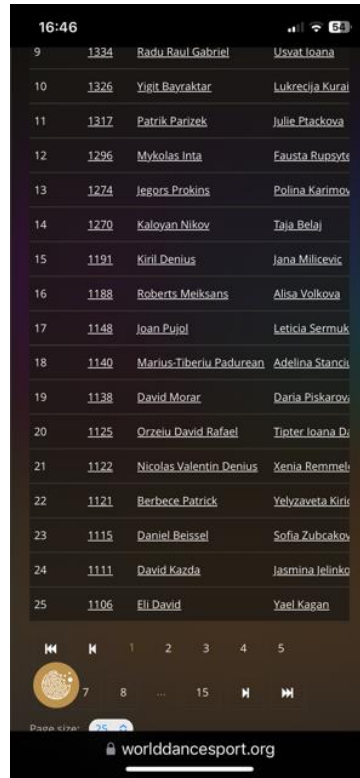 16:46 54
9 1334 Radu Raul Gabriel Usvat Ioana
10 1326 Yigit Bayraktar Lukrecija Kurai
11 1317 Patrik Parizek Julie Ptackova
12 1296 Mykolas Inta Fausta Rupsyte
13 1274 Jegors Prokins Polina Karimov
14 1270 Kaloyan Nikov Taja Belaj
15 1191 Kiril Denius Jana Milicevic
16 1188 Roberts Meiksans Alisa Volkova
17 1148 Joan Pujol Leticia Sermuk
18 1140 Marius-Tiberiu Padurean Adelina Stanciu
19 1138 David Morar Daria Piskarova
20 1125 Orzeiu David Rafael Tipter Ioana Da
21 1122 Nicolas Valentin Denius Xenia Remmele
22 1121 Berbece Patrick Yelyzaveta Kiric
23 1115 Daniel Beissel Sofia Zubcakov
24 1111 David Kazda Jasmina Jelinko
25 1106 Eli David Yael Kagan
1 2 3 4 5
7 8 ... 15
Page size: 25
worlddancesport.org